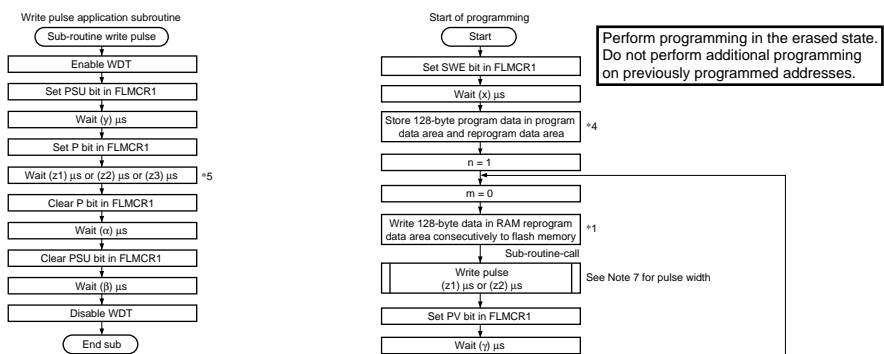 Write pulse application subroutine
Sub-routine write pulse
Enable WDT
Set PSU bit in FLMCR1
Wait (y) μs
Set P bit in FLMCR1
Wait (z1) μs or (z2) μs or (z3) μs
*5
Clear P bit in FLMCR1
Wait (α) μs
Clear PSU bit in FLMCR1
Wait (β) μs
Disable WDT
End sub
Start of programming
Start
Set SWE bit in FLMCR1
Wait (x) μs
Store 128-byte program data in program
data area and reprogram data area
*4
n = 1
m = 0
Write 128-byte data in RAM reprogram
data area consecutively to flash memory
*1
Sub-routine-call
Write pulse
(z1) μs or (z2) μs
See Note 7 for pulse width
Set PV bit in FLMCR1
Wait (γ) μs
Perform programming in the erased state.
Do not perform additional programming
on previously programmed addresses.